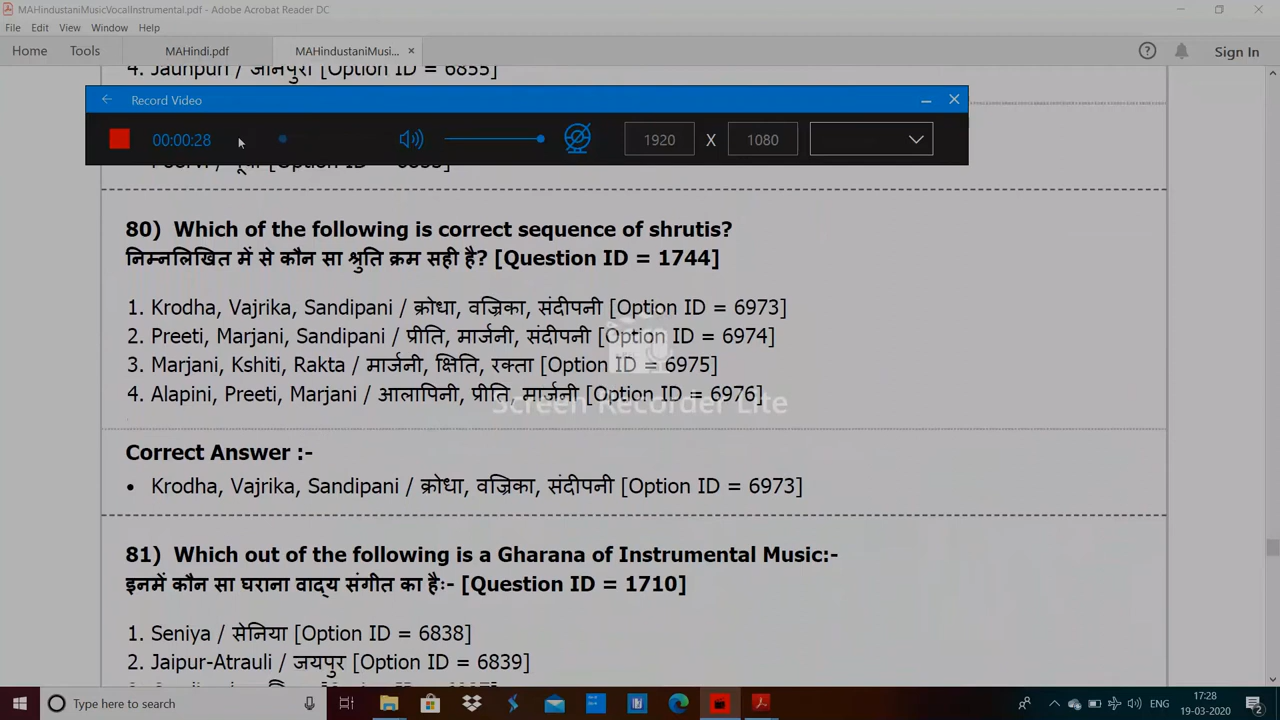 MAHindustaniMusicVocalInstrumental.pdf - Adobe Acrobat Reader DC
File Edit View Window Help
Home Tools MAHindi.pdf MAHindustaniMusi... × Sign In
4. Jaunpuri / जौनपुरी [Option ID = 6855]
Record Video
00:00:28 1920 X 1080
80) Which of the following is correct sequence of shrutis?
निम्नलिखित में से कौन सा श्रुति क्रम सही है? [Question ID = 1744]
1. Krodha, Vajrika, Sandipani / क्रोधा, वज्रिका, संदीपनी [Option ID = 6973]
2. Preeti, Marjani, Sandipani / प्रीति, मार्जनी, संदीपनी [Option ID = 6974]
3. Marjani, Kshiti, Rakta / मार्जनी, क्षिति, रक्ता [Option ID = 6975]
4. Alapini, Preeti, Marjani / आलापिनी, प्रीति, मार्जनी [Option ID = 6976]
Screen Recorder Lite
Correct Answer :-
• Krodha, Vajrika, Sandipani / क्रोधा, वज्रिका, संदीपनी [Option ID = 6973]
81) Which out of the following is a Gharana of Instrumental Music:-
इनमें कौन सा घराना वाद्य संगीत का है:- [Question ID = 1710]
1. Seniya / सेनिया [Option ID = 6838]
2. Jaipur-Atrauli / जयपुर [Option ID = 6839]
Type here to search
ENG
17:28
19-03-2020
2